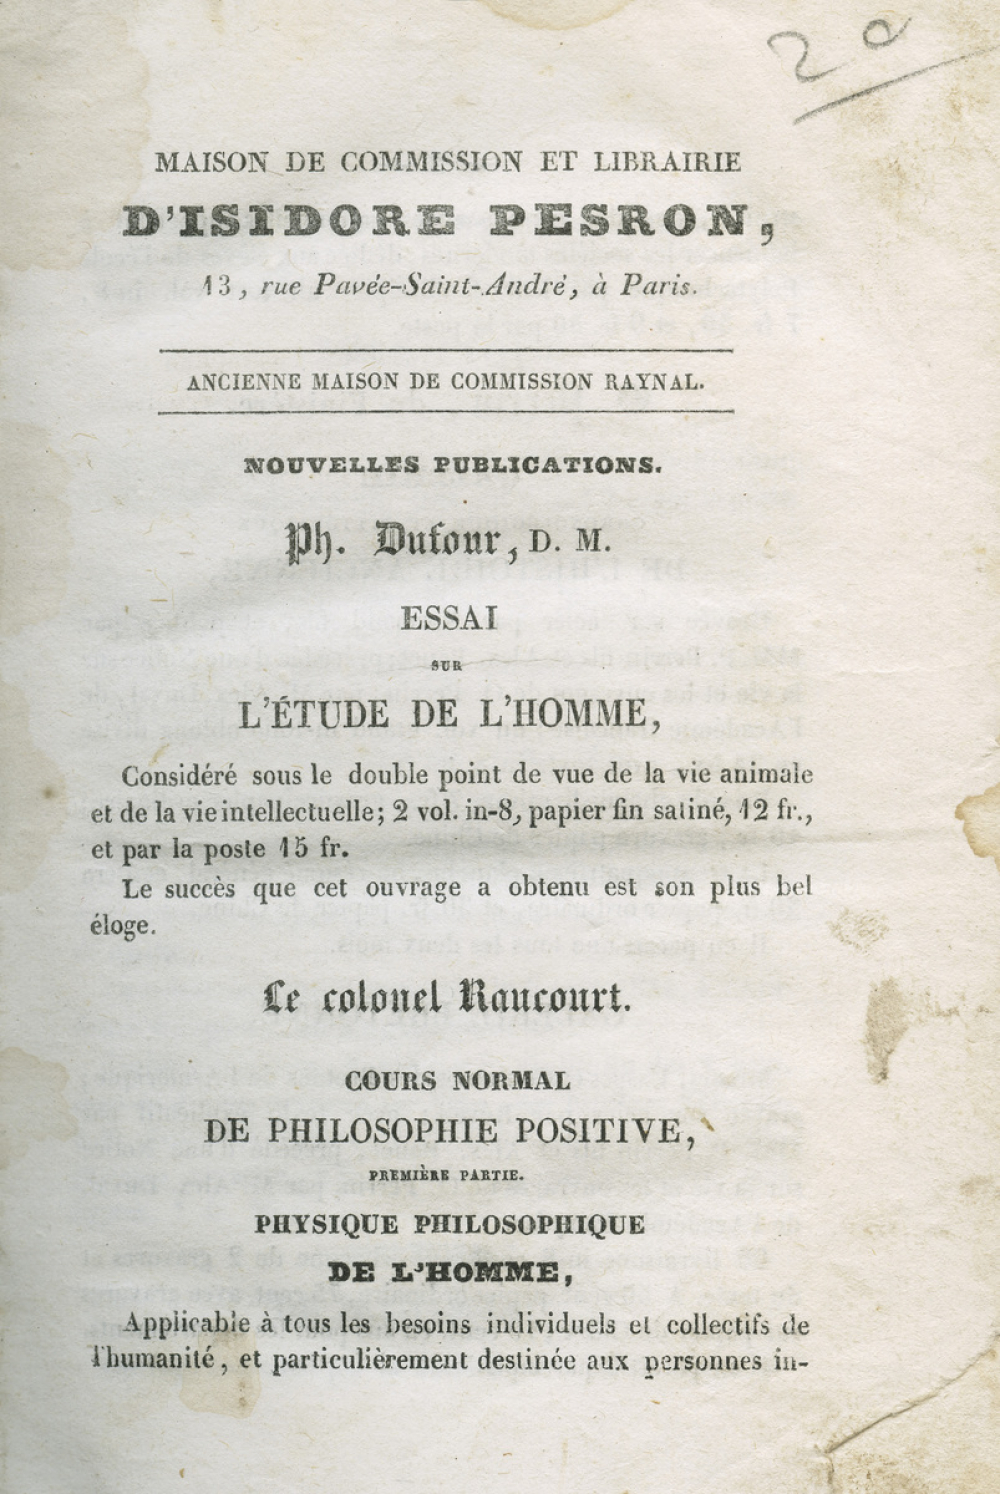 20
MAISON DE COMMISSION ET LIBRAIRIE
D'ISIDORE PESRON,
13, rue Pavée-Saint-André, à Paris.
ANCIENNE MAISON DE COMMISSION RAYNAL.
NOUVELLES PUBLICATIONS.
Ph. Dufour, D. M.
ESSAI
SUR
L'ÉTUDE DE L'HOMME,
Considéré sous le double point de vue de la vie animale
et de la vie intellectuelle; 2 vol. in-8, papier fin satiné, 12 fr.,
et par la poste 15 fr.
Le succès que cet ouvrage a obtenu est son plus bel
éloge.
Le colonel Raucourt.
COURS NORMAL
DE PHILOSOPHIE POSITIVE,
PREMIÈRE PARTIE.
PHYSIQUE PHILOSOPHIQUE
DE L'HOMME,
Applicable à tous les besoins individuels et collectifs de
l'humanité, et particulièrement destinée aux personnes in-